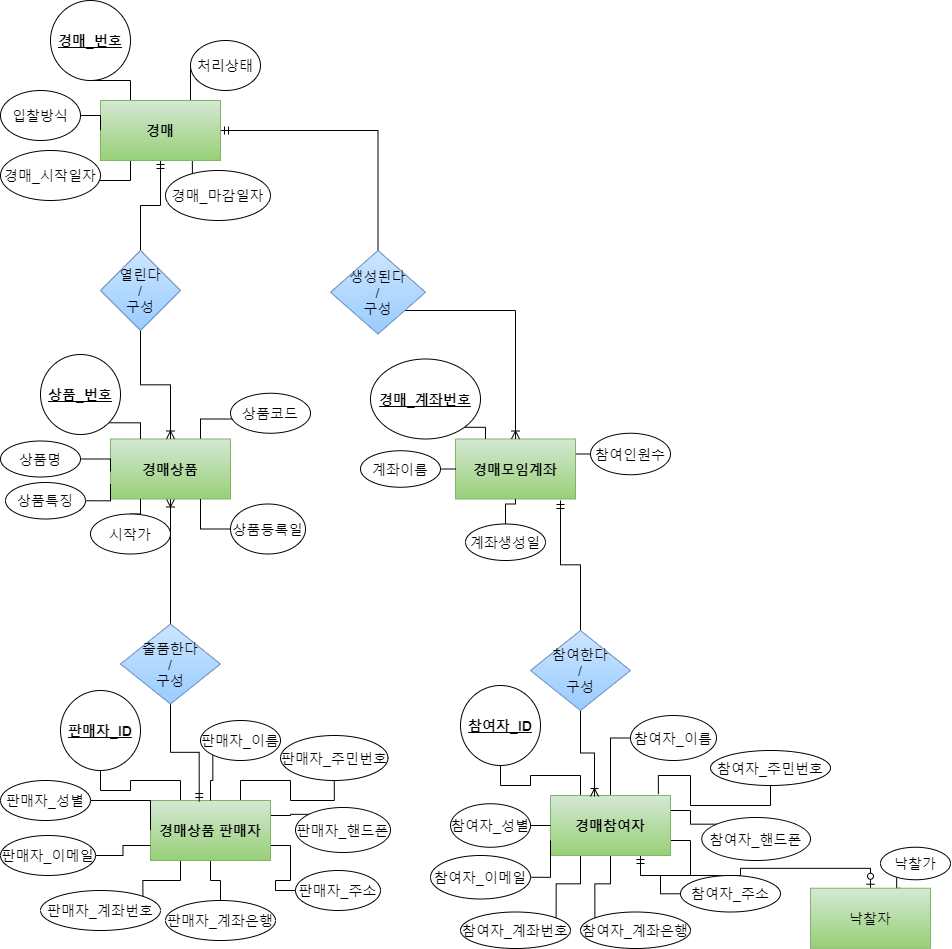 경매_번호
처리상태
입찰방식
경매
경매_시작일자
경매_마감일자
열린다
/
구성
생성된다
/
구성
상품_번호
상품코드
상품명
경매상품
상품특징
시작가
상품등록일
경매_계좌번호
참여인원수
계좌이름
경매모임계좌
계좌생성일
출품한다
/
구성
참여한다
/
구성
판매자_ID
판매자_이름
판매자_주민번호
판매자_성별
경매상품 판매자
판매자_핸드폰
판매자_이메일
판매자_주소
판매자_계좌번호
판매자_계좌은행
참여자_ID
참여자_이름
참여자_주민번호
참여자_성별
경매참여자
참여자_핸드폰
참여자_이메일
참여자_주소
참여자_계좌번호
참여자_계좌은행
낙찰가
낙찰자